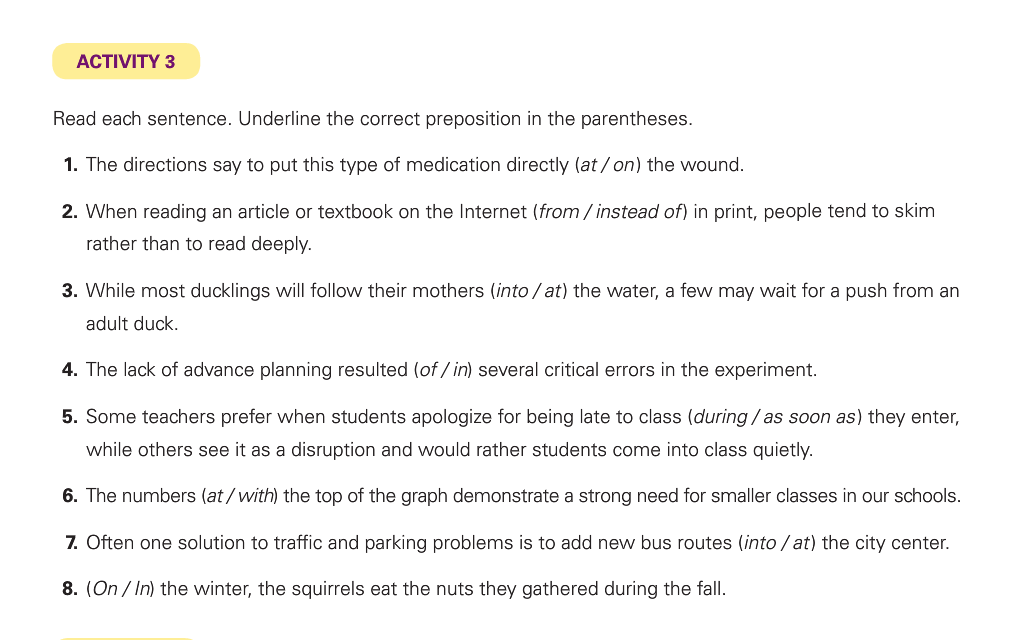 ACTIVITY 3
Read each sentence. Underline the correct preposition in the parentheses.
1. The directions say to put this type of medication directly (at / on) the wound.
2. When reading an article or textbook on the Internet (from / instead of) in print, people tend to skim
rather than to read deeply.
3. While most ducklings will follow their mothers (into / at) the water, a few may wait for a push from an
adult duck.
4. The lack of advance planning resulted (of / in) several critical errors in the experiment.
5. Some teachers prefer when students apologize for being late to class (during / as soon as) they enter,
while others see it as a disruption and would rather students come into class quietly.
6. The numbers (at / with) the top of the graph demonstrate a strong need for smaller classes in our schools.
7. Often one solution to traffic and parking problems is to add new bus routes (into / at) the city center.
8. (On / In) the winter, the squirrels eat the nuts they gathered during the fall.